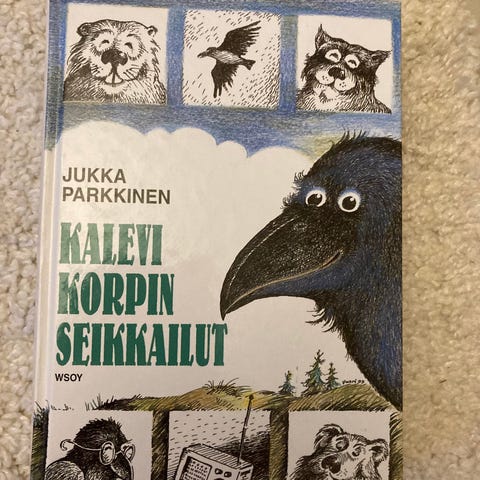 JUKKA
PARKKINEN
KALEVI
KORPIN
SEIKKAILUT
WSOY